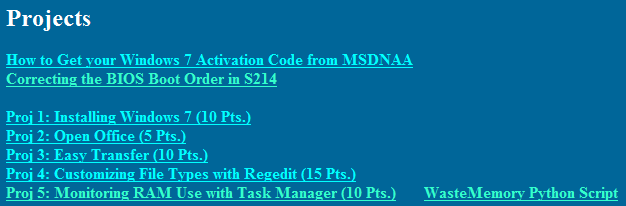 Projects
How to Get your Windows 7 Activation Code from MSDNAA
Correcting the BIOS Boot Order in S214
Proj 1: Installing Windows 7 (10 Pts.)
Proj 2: Open Office (5 Pts.)
Proj 3: Easy Transfer (10 Pts.)
Proj 4: Customizing File Types with Regedit (15 Pts.)
Proj 5: Monitoring RAM Use with Task Manager (10 Pts.) WasteMemory Python Script